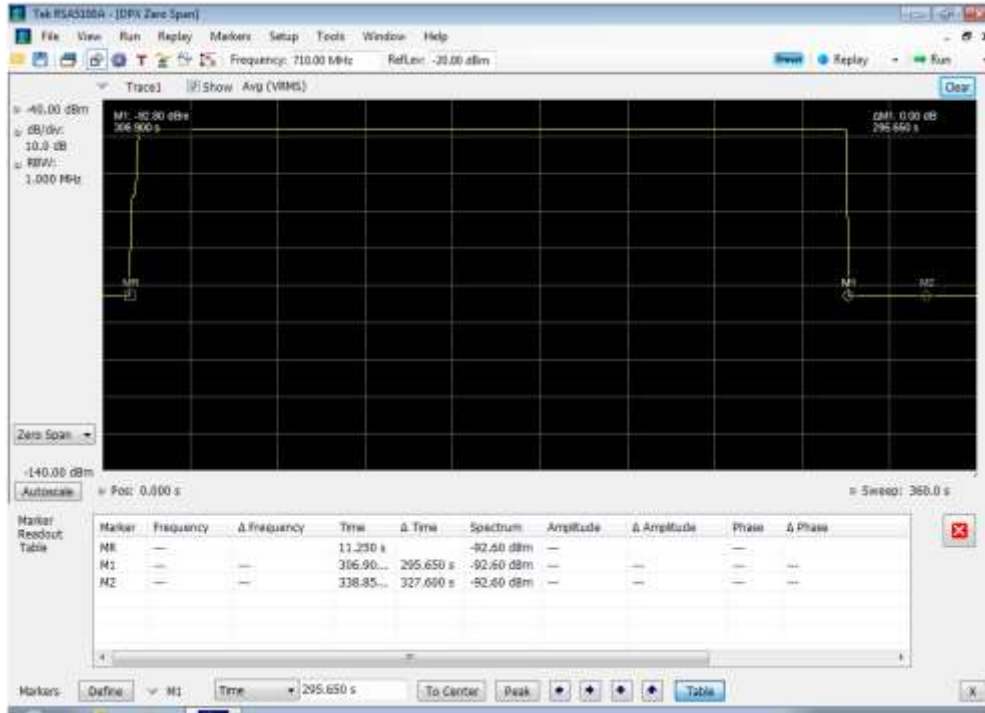 Tek RSA5100A - [DPX Zero Span]
File View Run Replay Markers Setup Tools Window Help
T Frequency: 710.00 MHz RefLev: -20.00 dBm Preset Replay Run
Trace1 Show Avg (VRMS) Clear
-40.00 dBm
dB/div:
10.0 dB
RBW:
1.000 MHz
M1: -92.60 dBm
306.900 s
ΔM1: 0.00 dB
295.650 s
MR M1 M2
Zero Span
-140.00 dBm
Autoscale Pos: 0.000 s Sweep: 360.0 s
Marker
Readout
Table
Marker Frequency Δ Frequency Time Δ Time Spectrum Amplitude Δ Amplitude Phase Δ Phase
MR --- 11.250 s -92.60 dBm --- ---
M1 --- --- 306.90... 295.650 s -92.60 dBm --- --- --- ---
M2 --- --- 338.85... 327.600 s -92.60 dBm --- --- --- ---
Markers Define M1 Time 295.650 s To Center Peak Table X